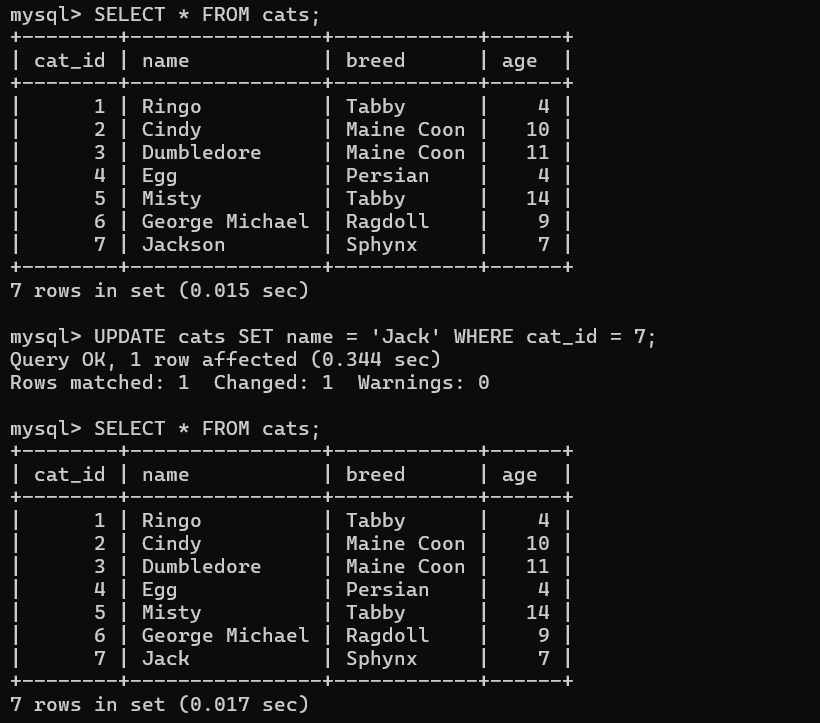 mysql> SELECT * FROM cats;
+--------+----------------+------------+------+
| cat_id | name           | breed      | age  |
+--------+----------------+------------+------+
|      1 | Ringo          | Tabby      |    4 |
|      2 | Cindy          | Maine Coon |   10 |
|      3 | Dumbledore     | Maine Coon |   11 |
|      4 | Egg            | Persian    |    4 |
|      5 | Misty          | Tabby      |   14 |
|      6 | George Michael | Ragdoll    |    9 |
|      7 | Jackson        | Sphynx     |    7 |
+--------+----------------+------------+------+
7 rows in set (0.015 sec)

mysql> UPDATE cats SET name = 'Jack' WHERE cat_id = 7;
Query OK, 1 row affected (0.344 sec)
Rows matched: 1  Changed: 1  Warnings: 0

mysql> SELECT * FROM cats;
+--------+----------------+------------+------+
| cat_id | name           | breed      | age  |
+--------+----------------+------------+------+
|      1 | Ringo          | Tabby      |    4 |
|      2 | Cindy          | Maine Coon |   10 |
|      3 | Dumbledore     | Maine Coon |   11 |
|      4 | Egg            | Persian    |    4 |
|      5 | Misty          | Tabby      |   14 |
|      6 | George Michael | Ragdoll    |    9 |
|      7 | Jack           | Sphynx     |    7 |
+--------+----------------+------------+------+
7 rows in set (0.017 sec)